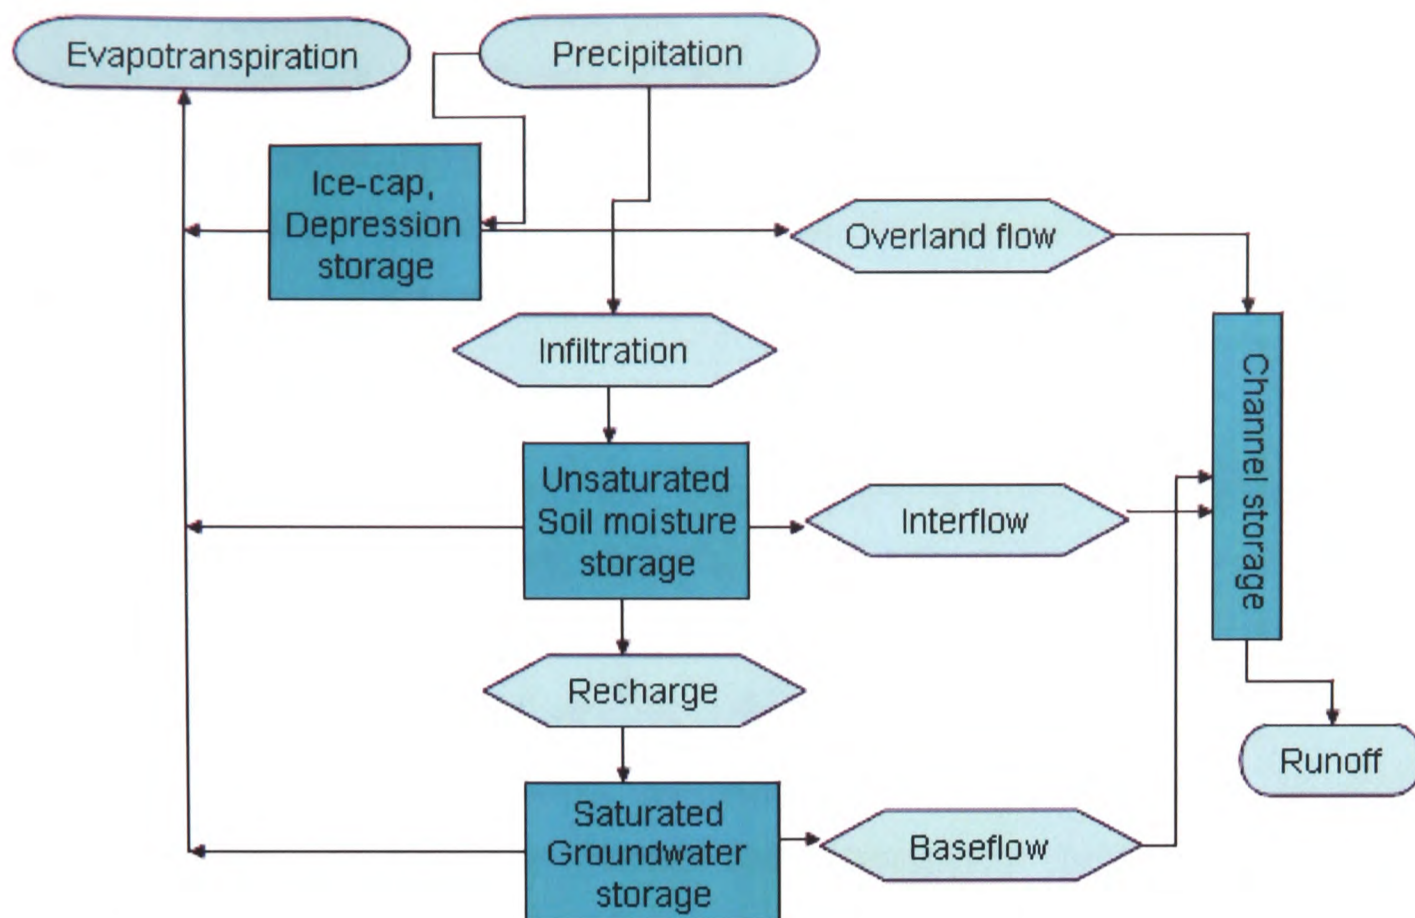 Evapotranspiration
Precipitation
Ice-cap,
Depression
storage
Overland flow
Infiltration
Channel storage
Unsaturated
Soil moisture
storage
Interflow
Recharge
Runoff
Saturated
Groundwater
storage
Baseflow